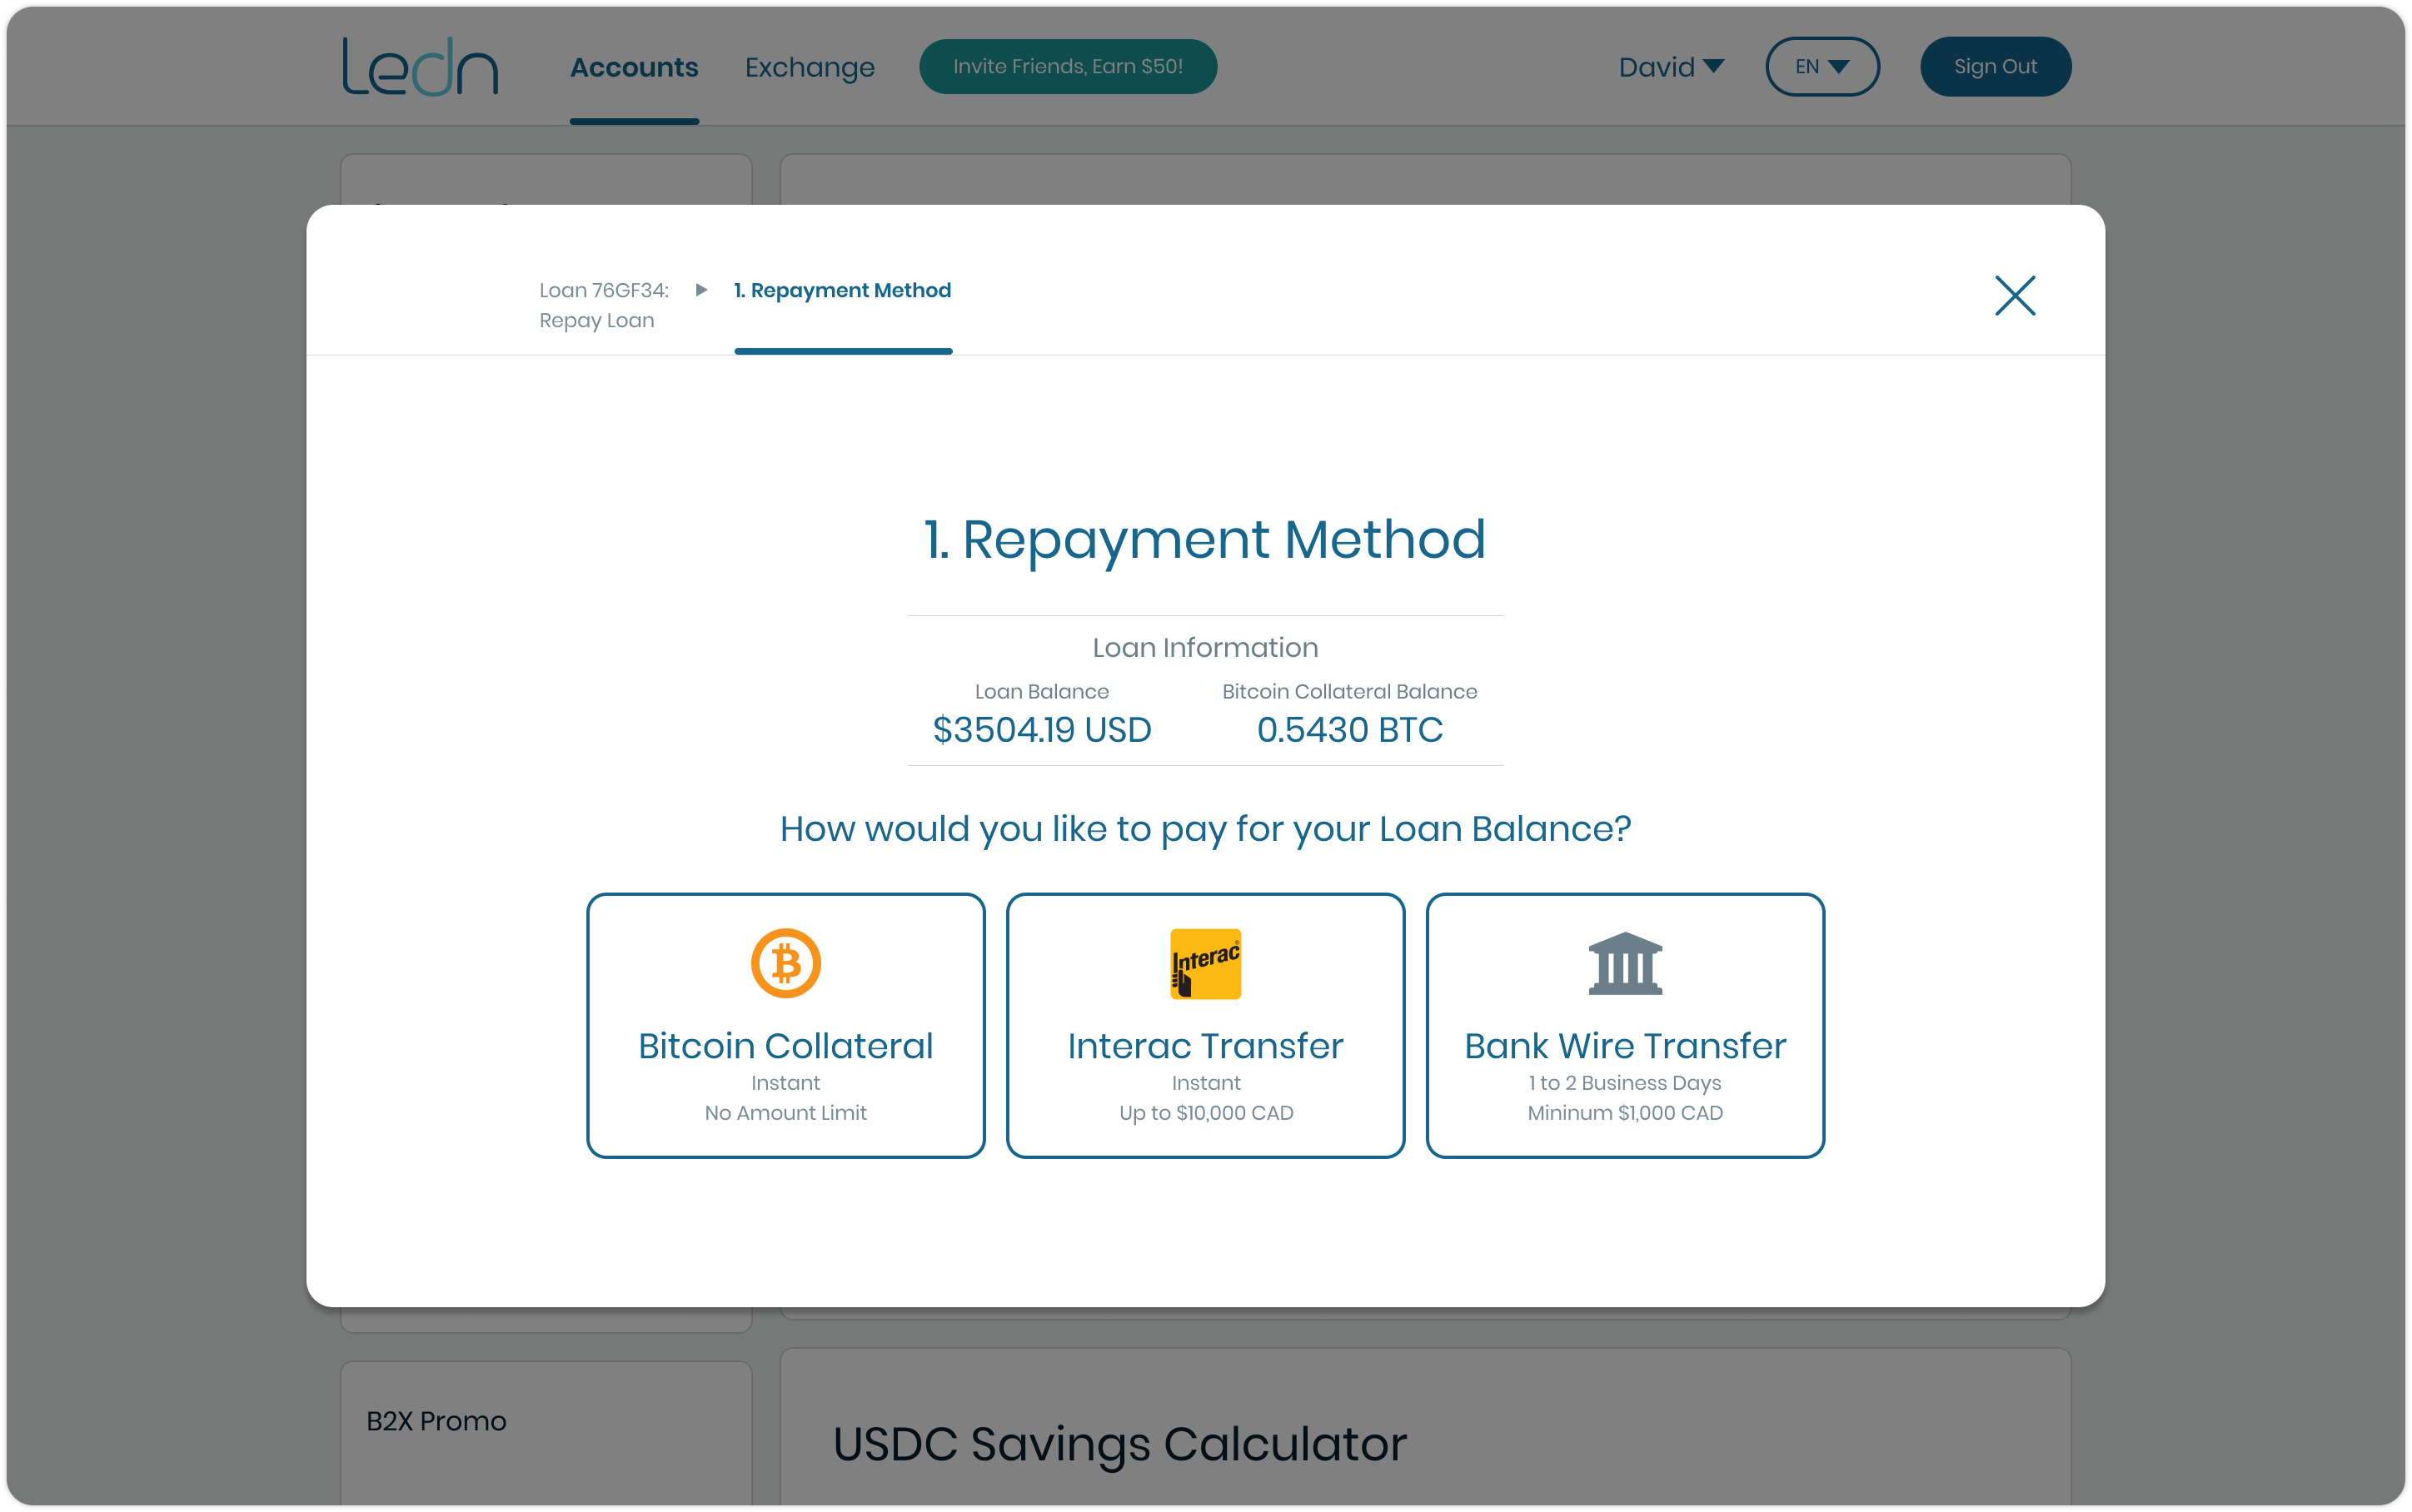 Ledn
Accounts
Exchange
Invite Friends, Earn $50!
David
EN
Sign Out
Loan 76GF34:
Repay Loan
1. Repayment Method
1. Repayment Method
Loan Information
Loan Balance
Bitcoin Collateral Balance
$3504.19 USD
0.5430 BTC
How would you like to pay for your Loan Balance?
Bitcoin Collateral
Instant
No Amount Limit
Interac
Interac Transfer
Instant
Up to $10,000 CAD
Bank Wire Transfer
1 to 2 Business Days
Mininum $1,000 CAD
B2X Promo
USDC Savings Calculator